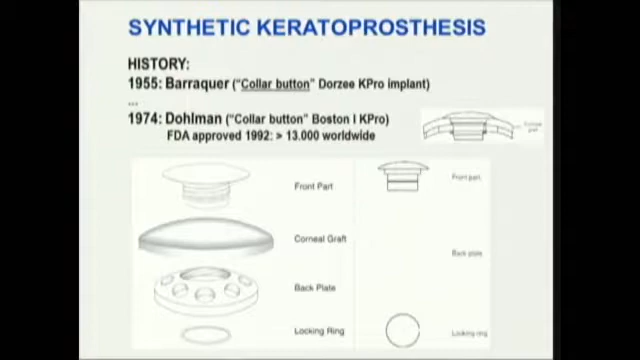 SYNTHETIC KERATOPROSTHESIS
HISTORY:
1955: Barraquer ("Collar button" Dorzee KPro implant)
...
1974: Dohlman ("Collar button" Boston I KPro)
FDA approved 1992: > 13.000 worldwide
Front Part
Front part
Corneal Graft
Back plate
Back Plate
Locking Ring
Locking ring